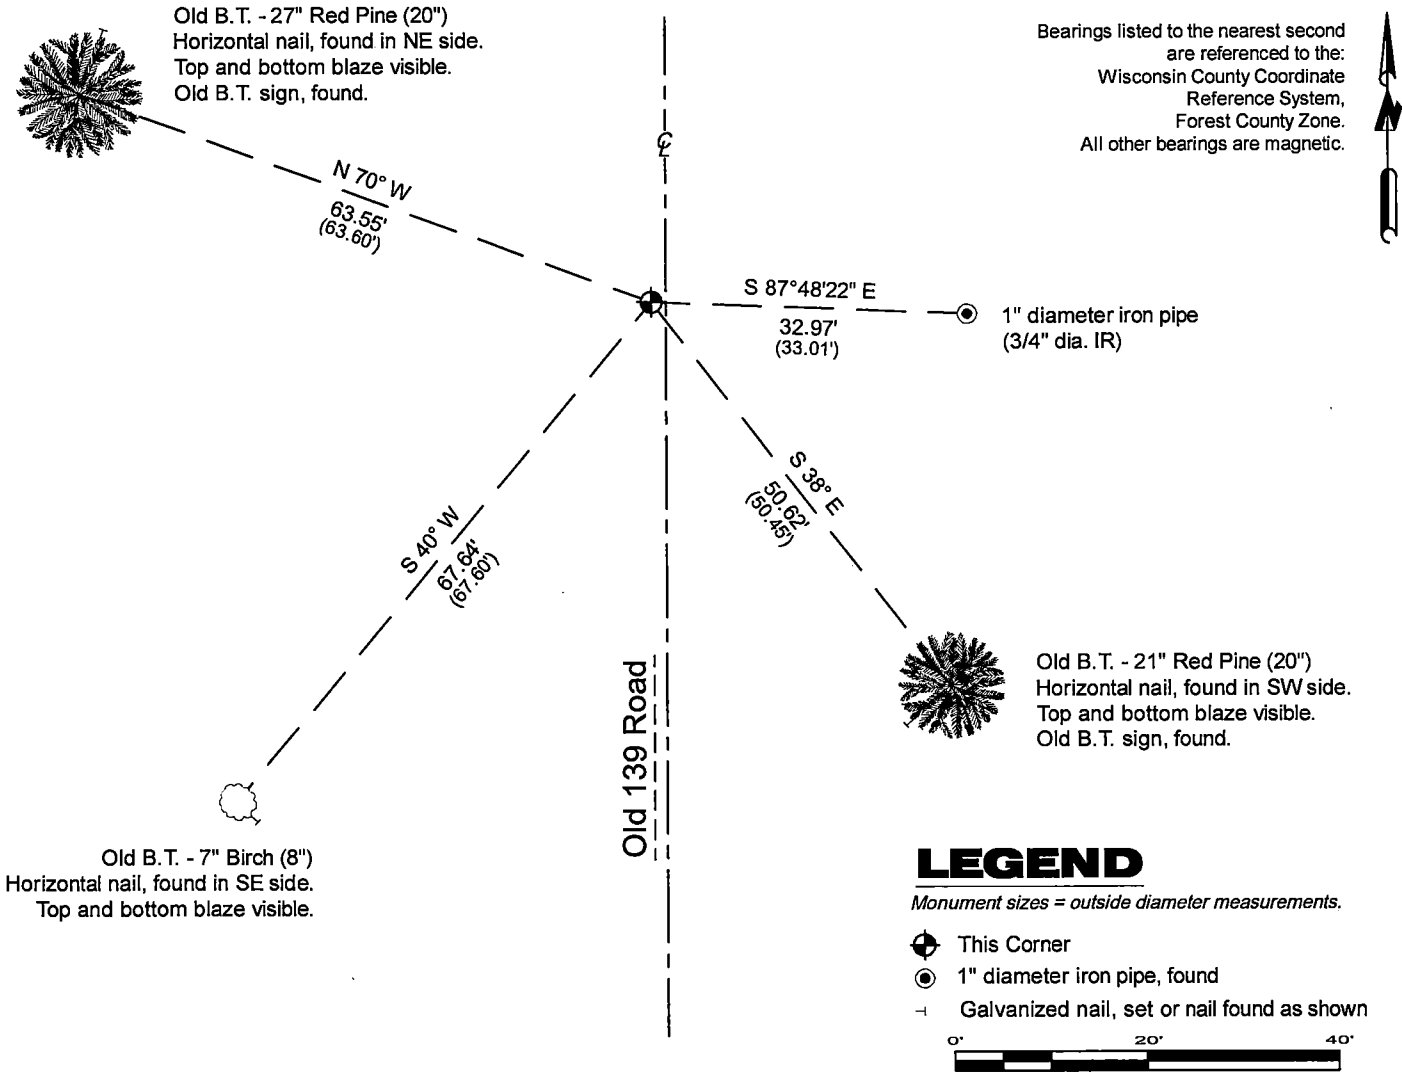 Old B.T. - 27" Red Pine (20")
Horizontal nail, found in NE side.
Top and bottom blaze visible.
Old B.T. sign, found.
Bearings listed to the nearest second
are referenced to the:
Wisconsin County Coordinate
Reference System,
Forest County Zone.
All other bearings are magnetic.
N
℄
N 70° W
63.55'
(63.60')
S 87°48'22" E
32.97'
(33.01')
1" diameter iron pipe
(3/4" dia. IR)
S 38° E
50.62'
(50.45')
S 40° W
67.64'
(67.60')
Old 139 Road
Old B.T. - 21" Red Pine (20")
Horizontal nail, found in SW side.
Top and bottom blaze visible.
Old B.T. sign, found.
Old B.T. - 7" Birch (8")
Horizontal nail, found in SE side.
Top and bottom blaze visible.
LEGEND
Monument sizes = outside diameter measurements.
This Corner
1" diameter iron pipe, found
Galvanized nail, set or nail found as shown
0' 20' 40'